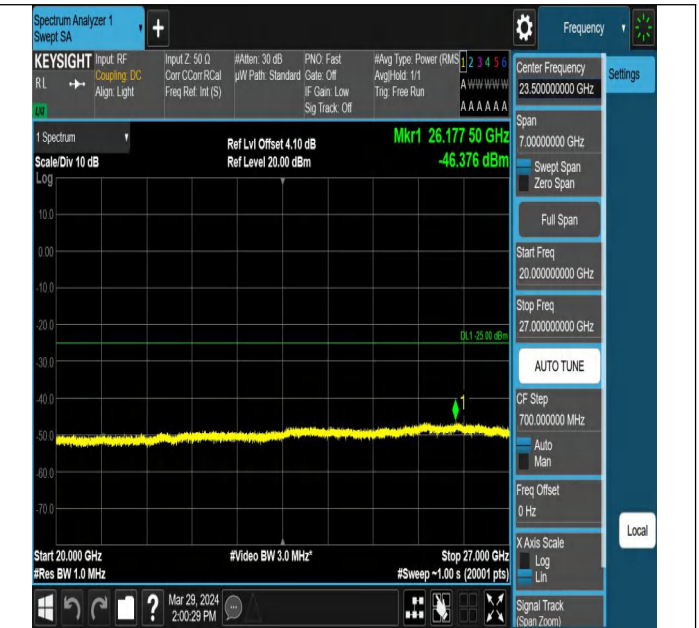 Spectrum Analyzer 1
Swept SA
+
Frequency
KEYSIGHT
RL
LXI
Input: RF
Coupling: DC
Align: Light
Input Z: 50 Ω
Corr CCorr RCal
Freq Ref: Int (S)
#Atten: 30 dB
µW Path: Standard
PNO: Fast
Gate: Off
IF Gain: Low
Sig Track: Off
#Avg Type: Power (RMS
Avg|Hold: 1/1
Trig: Free Run
1 2 3 4 5 6
A W W W W W
A A A A A A
1 Spectrum
Scale/Div 10 dB
Log
Ref Lvl Offset 4.10 dB
Ref Level 20.00 dBm
Mkr1 26.177 50 GHz
-46.376 dBm
10.0
0.00
-10.0
-20.0
DL1 -25.00 dBm
-30.0
-40.0
1
-50.0
-60.0
-70.0
Start 20.000 GHz
#Res BW 1.0 MHz
#Video BW 3.0 MHz*
Stop 27.000 GHz
#Sweep ~1.00 s (20001 pts)
?
Mar 29, 2024
2:00:29 PM
Center Frequency
23.500000000 GHz
Settings
Span
7.00000000 GHz
Swept Span
Zero Span
Full Span
Start Freq
20.000000000 GHz
Stop Freq
27.000000000 GHz
AUTO TUNE
CF Step
700.000000 MHz
Auto
Man
Freq Offset
0 Hz
X Axis Scale
Log
Lin
Local
Signal Track
(Span Zoom)